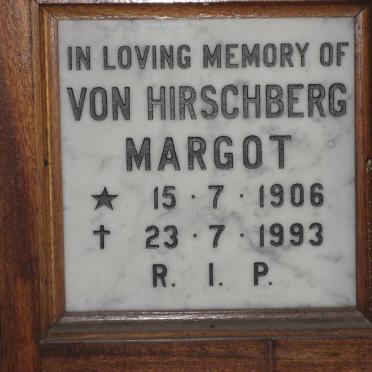 IN LOVING MEMORY OF
VON HIRSCHBERG
MARGOT
★ 15·7·1906
† 23·7·1993
R. I. P.